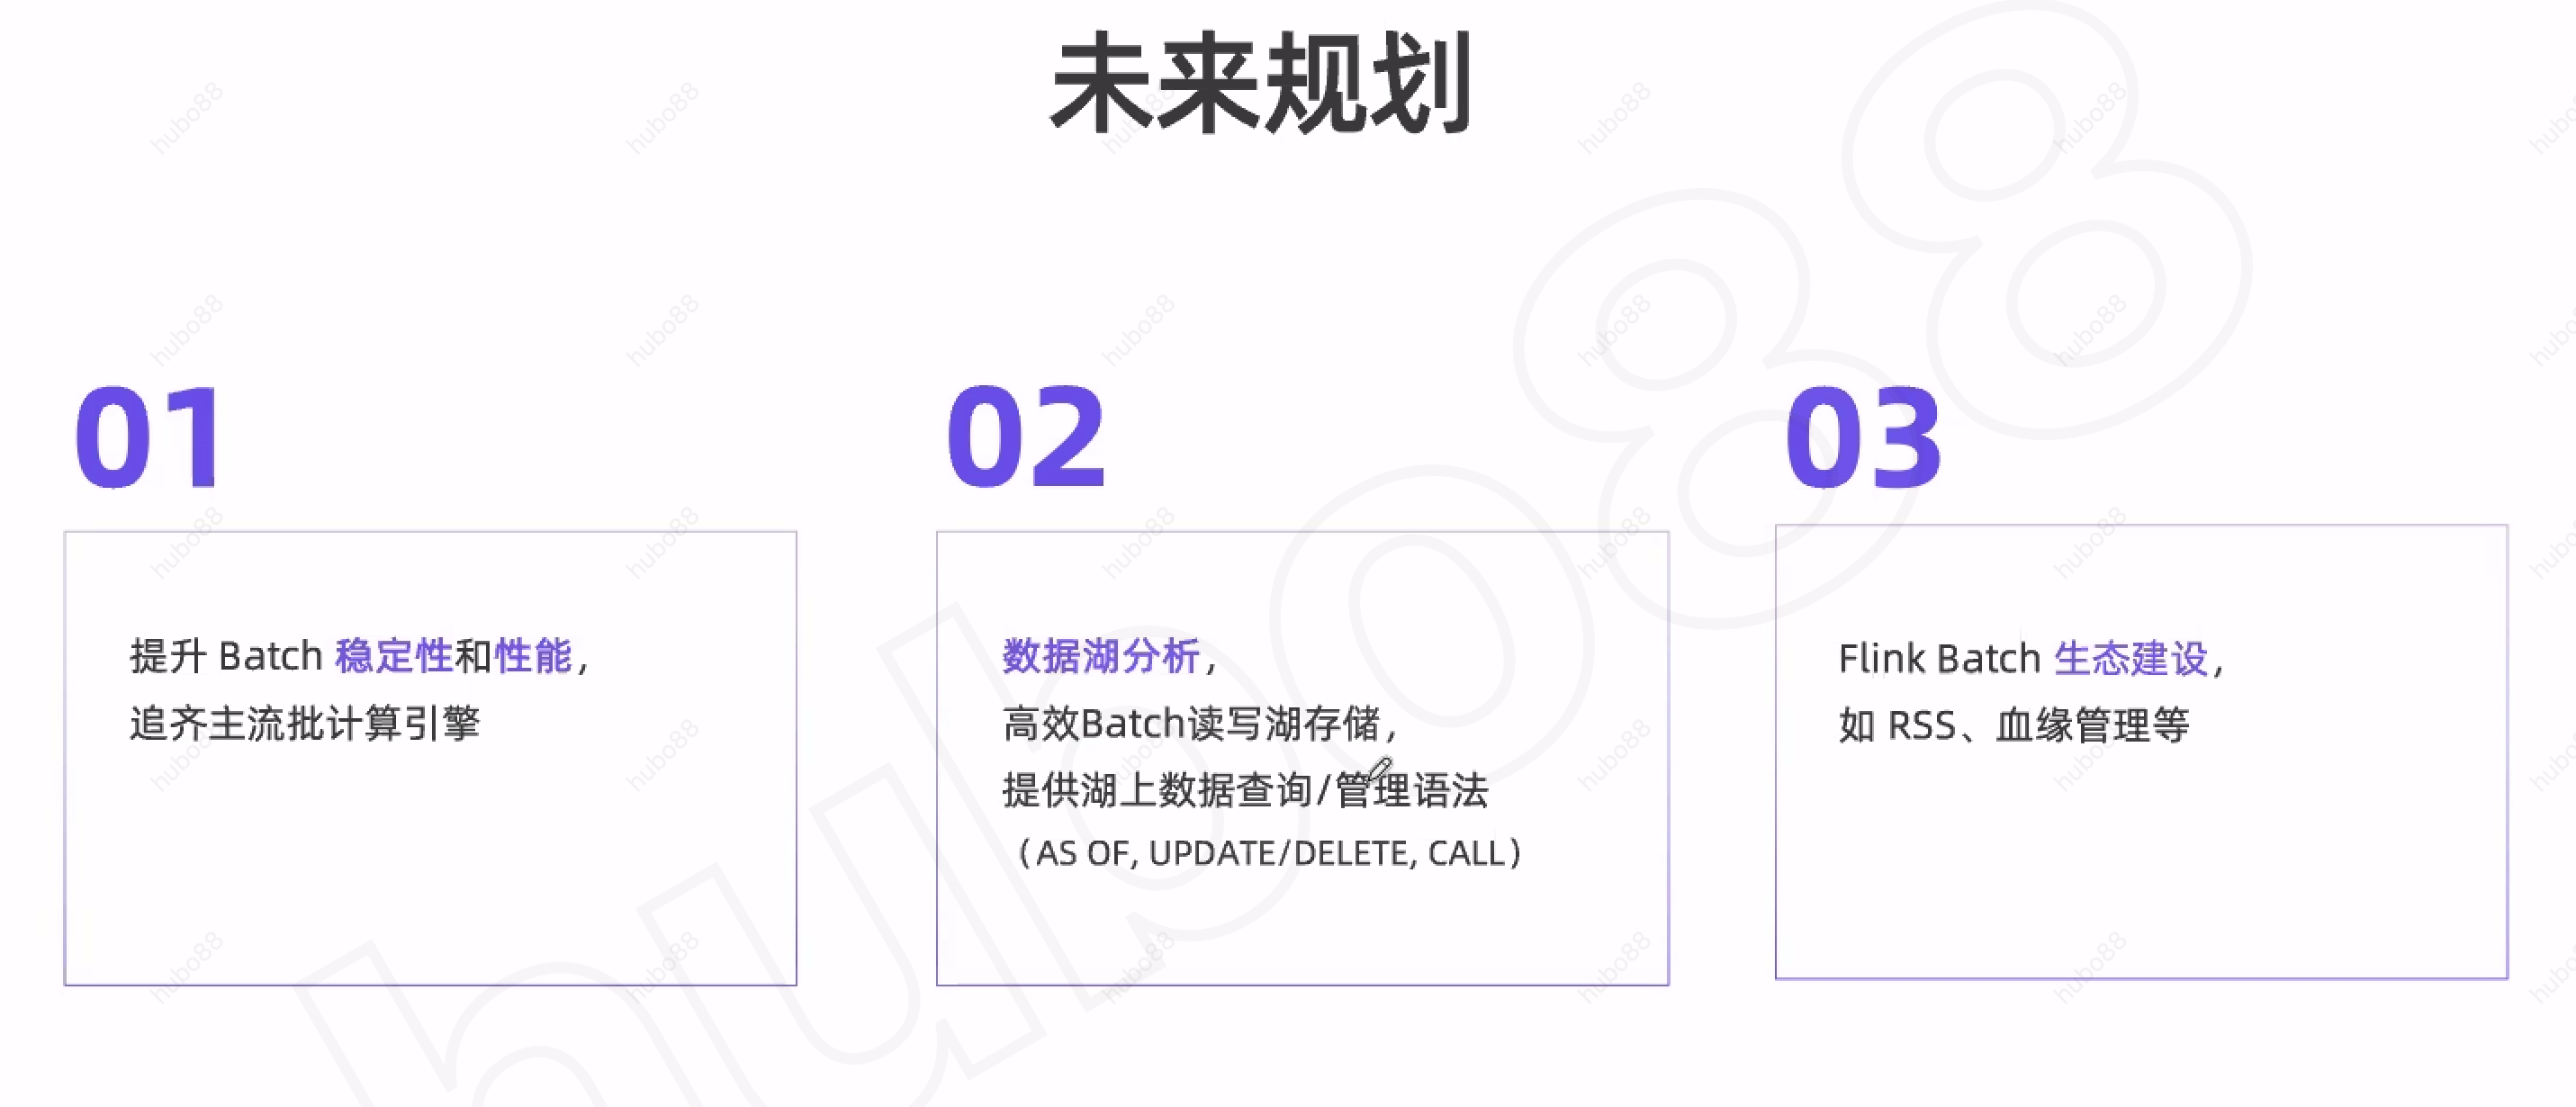 未来规划
01
提升 Batch 稳定性和性能，
追齐主流批计算引擎
02
数据湖分析，
高效Batch读写湖存储，
提供湖上数据查询/管理语法
（AS OF, UPDATE/DELETE, CALL）
03
Flink Batch 生态建设，
如 RSS、血缘管理等
hubo88